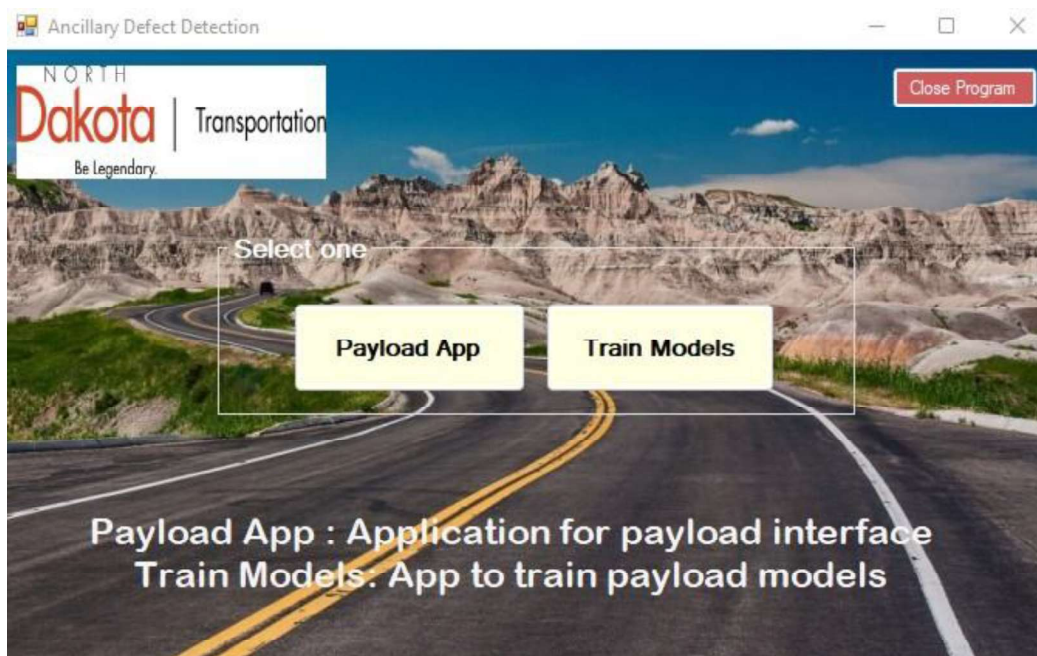 Ancillary Defect Detection
NORTH
Dakota
Transportation
Be Legendary.
Close Program
Select one
Payload App
Train Models
Payload App : Application for payload interface
Train Models: App to train payload models